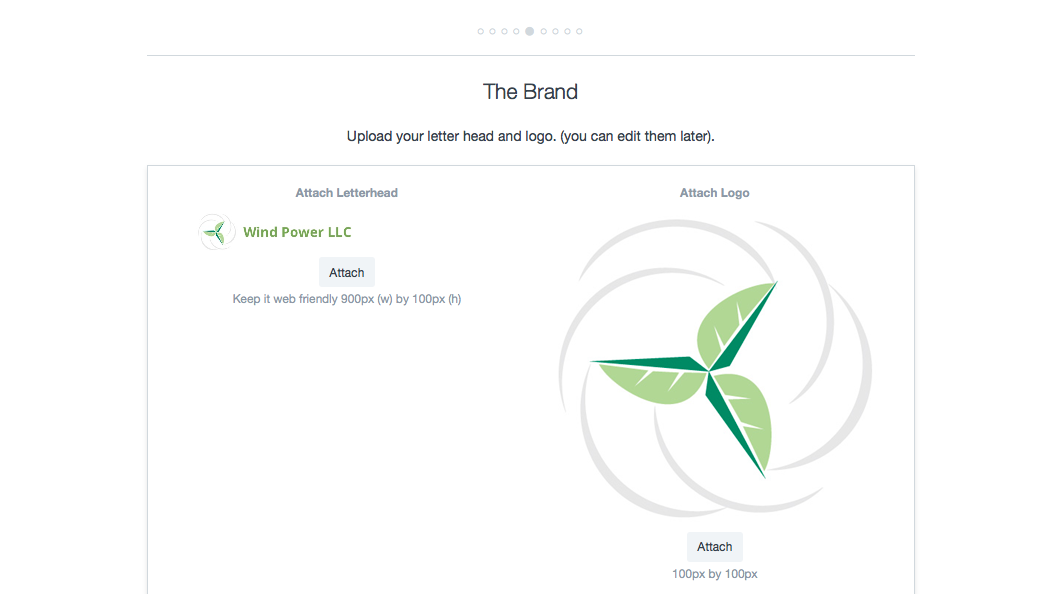 The Brand
Upload your letter head and logo. (you can edit them later).
Attach Letterhead
Wind Power LLC
Attach
Keep it web friendly 900px (w) by 100px (h)
Attach Logo
Attach
100px by 100px